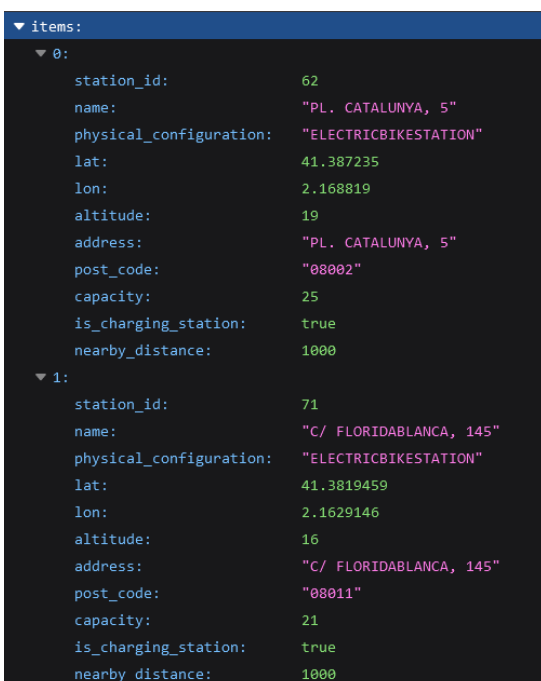 items:
0:
station_id: 62
name: "PL. CATALUNYA, 5"
physical_configuration: "ELECTRICBIKESTATION"
lat: 41.387235
lon: 2.168819
altitude: 19
address: "PL. CATALUNYA, 5"
post_code: "08002"
capacity: 25
is_charging_station: true
nearby_distance: 1000
1:
station_id: 71
name: "C/ FLORIDABLANCA, 145"
physical_configuration: "ELECTRICBIKESTATION"
lat: 41.3819459
lon: 2.1629146
altitude: 16
address: "C/ FLORIDABLANCA, 145"
post_code: "08011"
capacity: 21
is_charging_station: true
nearby_distance: 1000